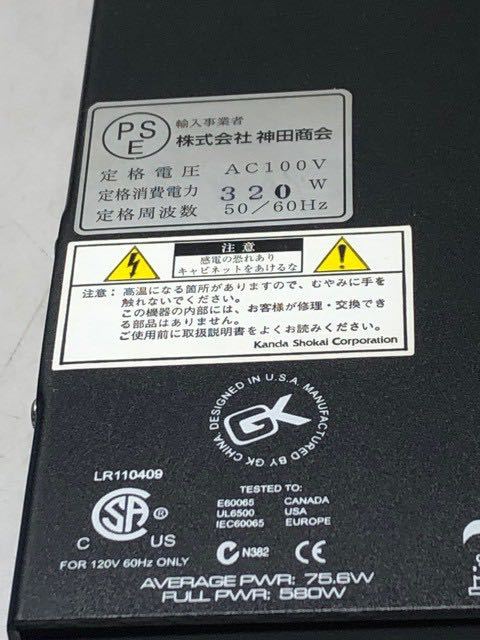 PSE
輸入事業者
株式会社 神田商会
定格電圧 AC100V
定格消費電力 320 W
定格周波数 50/60Hz
注意
感電の恐れあり
キャビネットをあけるな
注意:高温になる箇所がありますので、むやみに手を
触れないでください。
この機器の内部には、お客様が修理・交換でき
る部品はありません。
ご使用前に取扱説明書をよくお読みください。
Kanda Shokai Corporation
DESIGNED IN U.S.A. MANUFACTURED BY GK CHINA
GK
LR110409
CSA ®
C US
FOR 120V 60Hz ONLY
TESTED TO:
E60065 CANADA
UL6500 USA
IEC60065 EUROPE
N382 CE
AVERAGE PWR: 75.6W
FULL PWR: 580W